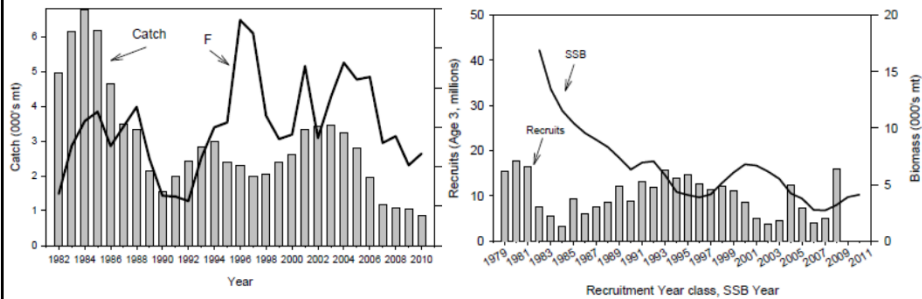 Catch (000's mt)
6
5
4
3
2
1
0
Catch
F
1982 1984 1986 1988 1990 1992 1994 1996 1998 2000 2002 2004 2006 2008 2010
Year
Recruits (Age 3, millions)
50
40
30
20
10
0
SSB
Recruits
20
15
10
5
0
Biomass (000's mt)
1979 1981 1983 1985 1987 1989 1991 1993 1995 1997 1999 2001 2003 2005 2007 2009 2011
Recruitment Year class, SSB Year